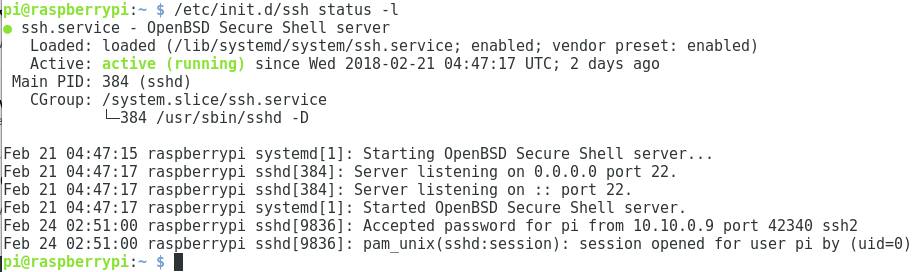 pi@raspberrypi:~ $ /etc/init.d/ssh status -l
● ssh.service - OpenBSD Secure Shell server
   Loaded: loaded (/lib/systemd/system/ssh.service; enabled; vendor preset: enabled)
   Active: active (running) since Wed 2018-02-21 04:47:17 UTC; 2 days ago
 Main PID: 384 (sshd)
   CGroup: /system.slice/ssh.service
           └─384 /usr/sbin/sshd -D

Feb 21 04:47:15 raspberrypi systemd[1]: Starting OpenBSD Secure Shell server...
Feb 21 04:47:17 raspberrypi sshd[384]: Server listening on 0.0.0.0 port 22.
Feb 21 04:47:17 raspberrypi sshd[384]: Server listening on :: port 22.
Feb 21 04:47:17 raspberrypi systemd[1]: Started OpenBSD Secure Shell server.
Feb 24 02:51:00 raspberrypi sshd[9836]: Accepted password for pi from 10.10.0.9 port 42340 ssh2
Feb 24 02:51:00 raspberrypi sshd[9836]: pam_unix(sshd:session): session opened for user pi by (uid=0)
pi@raspberrypi:~ $